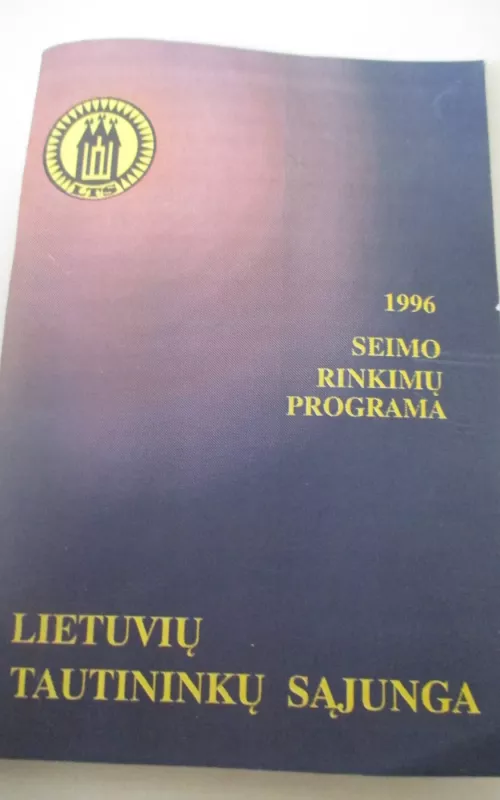 LTS
1996
SEIMO
RINKIMŲ
PROGRAMA
LIETUVIŲ
TAUTININKŲ SĄJUNGA